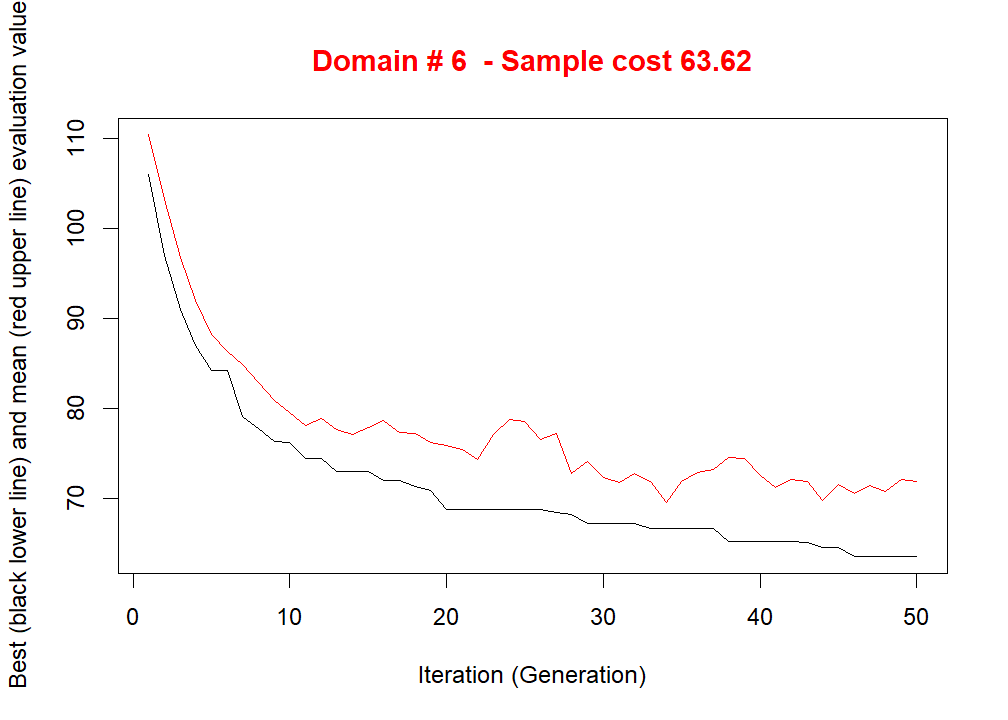 Domain # 6  - Sample cost 63.62
Best (black lower line) and mean (red upper line) evaluation value
110
100
90
80
70
0 10 20 30 40 50
Iteration (Generation)